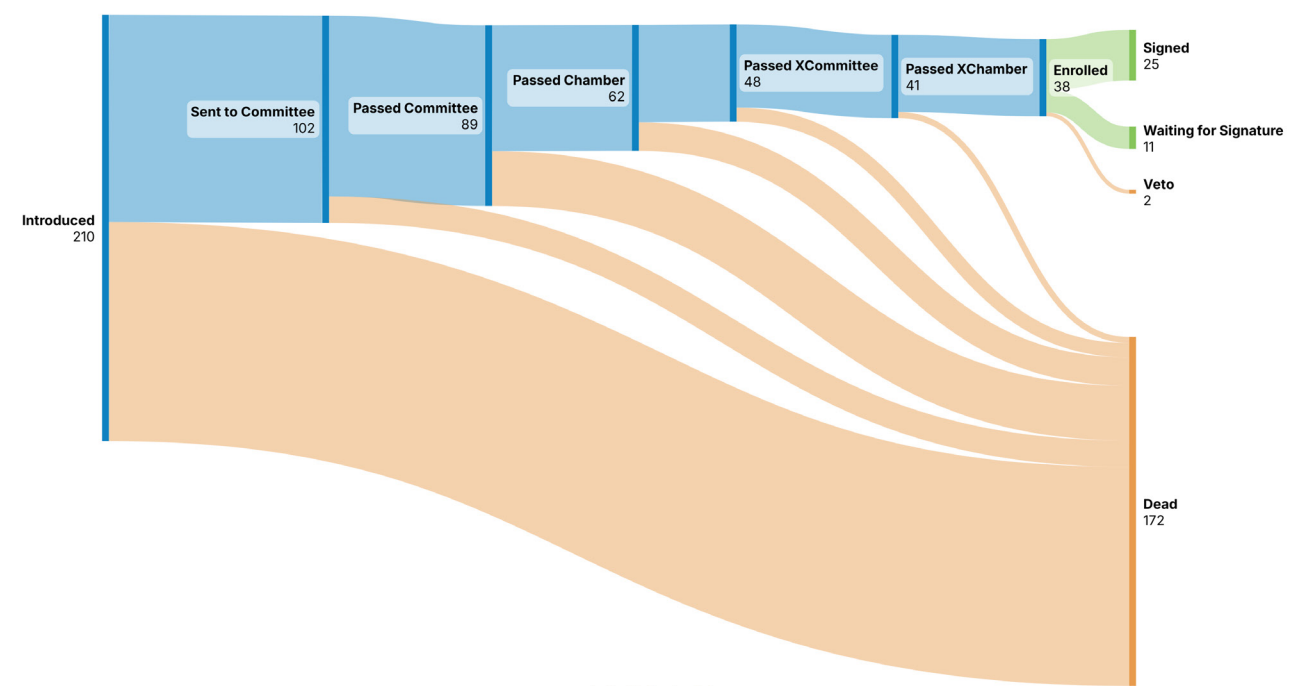 Introduced
210
Sent to Committee
102
Passed Committee
89
Passed Chamber
62
Passed XCommittee
48
Passed XChamber
41
Enrolled
38
Signed
25
Waiting for Signature
11
Veto
2
Dead
172